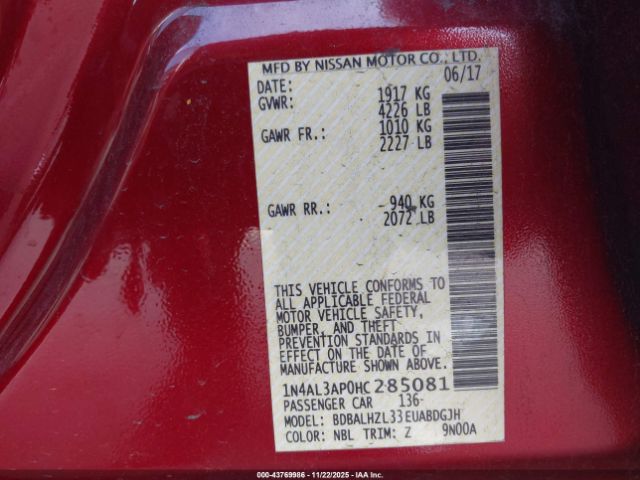 MFD BY NISSAN MOTOR CO., LTD.
DATE: 06/17
GVWR: 1917 KG
4226 LB
GAWR FR.: 1010 KG
2227 LB
GAWR RR.: 940 KG
2072 LB
THIS VEHICLE CONFORMS TO
ALL APPLICABLE FEDERAL
MOTOR VEHICLE SAFETY,
BUMPER, AND THEFT
PREVENTION STANDARDS IN
EFFECT ON THE DATE OF
MANUFACTURE SHOWN ABOVE.
1N4AL3AP0HC285081
PASSENGER CAR 136-
MODEL: BDBALHZL33EUABDGJH
COLOR: NBL TRIM: Z 9N00A
000-43769986 - 11/22/2025 - IAAI.COM